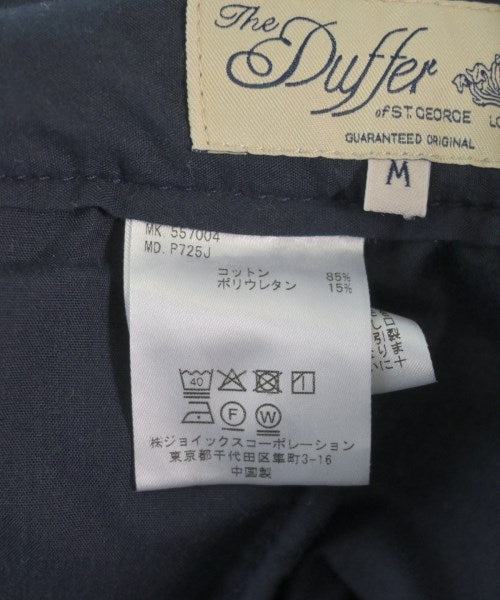 The
Duffer
of ST. GEORGE
GUARANTEED ORIGINAL
M
MK. 557004
MD. P725J
コットン 85%
ポリウレタン 15%
40
F W
株ジョイックスコーポレーション
東京都千代田区隼町3-16
中国製